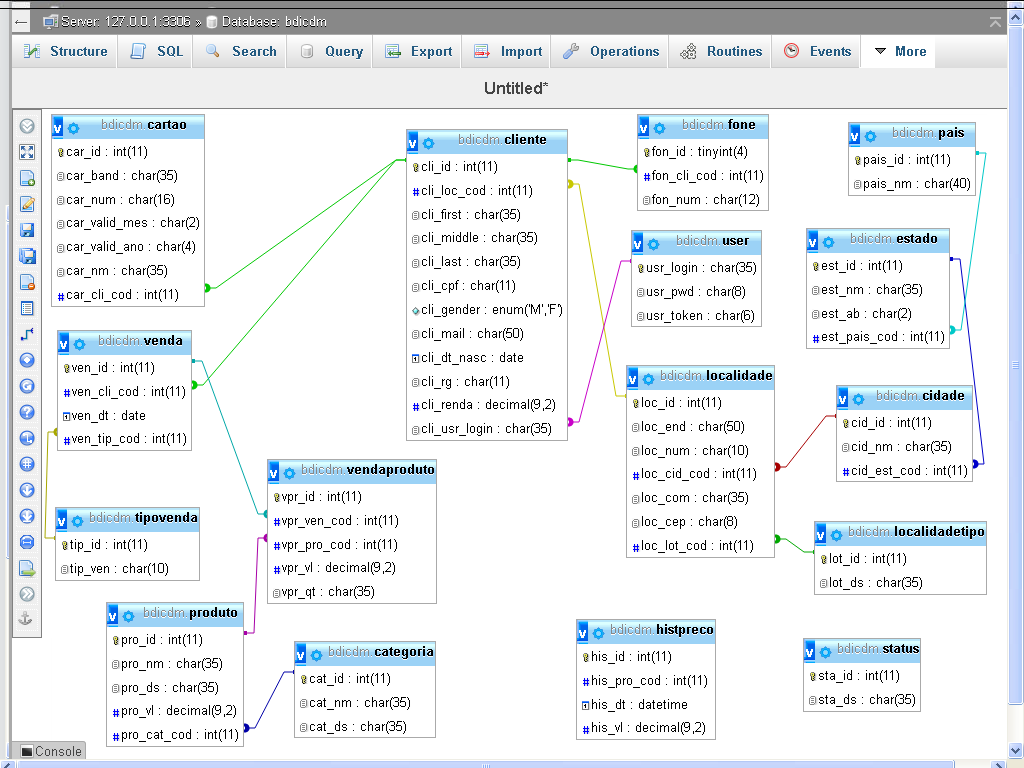 Server: 127.0.0.1:3306 » Database: bdicdm
Structure SQL Search Query Export Import Operations Routines Events More
Untitled*
bdicdm.cartao
car_id : int(11)
car_band : char(35)
car_num : char(16)
car_valid_mes : char(2)
car_valid_ano : char(4)
car_nm : char(35)
car_cli_cod : int(11)
bdicdm.cliente
cli_id : int(11)
cli_loc_cod : int(11)
cli_first : char(35)
cli_middle : char(35)
cli_last : char(35)
cli_cpf : char(11)
cli_gender : enum('M','F')
cli_mail : char(50)
cli_dt_nasc : date
cli_rg : char(11)
cli_renda : decimal(9,2)
cli_usr_login : char(35)
bdicdm.fone
fon_id : tinyint(4)
fon_cli_cod : int(11)
fon_num : char(12)
bdicdm.pais
pais_id : int(11)
pais_nm : char(40)
bdicdm.user
usr_login : char(35)
usr_pwd : char(8)
usr_token : char(6)
bdicdm.estado
est_id : int(11)
est_nm : char(35)
est_ab : char(2)
est_pais_cod : int(11)
bdicdm.venda
ven_id : int(11)
ven_cli_cod : int(11)
ven_dt : date
ven_tip_cod : int(11)
bdicdm.localidade
loc_id : int(11)
loc_end : char(50)
loc_num : char(10)
loc_cid_cod : int(11)
loc_com : char(35)
loc_cep : char(8)
loc_lot_cod : int(11)
bdicdm.cidade
cid_id : int(11)
cid_nm : char(35)
cid_est_cod : int(11)
bdicdm.vendaproduto
vpr_id : int(11)
vpr_ven_cod : int(11)
vpr_pro_cod : int(11)
vpr_vl : decimal(9,2)
vpr_qt : char(35)
bdicdm.tipovenda
tip_id : int(11)
tip_ven : char(10)
bdicdm.localidadetipo
lot_id : int(11)
lot_ds : char(35)
bdicdm.produto
pro_id : int(11)
pro_nm : char(35)
pro_ds : char(35)
pro_vl : decimal(9,2)
pro_cat_cod : int(11)
bdicdm.categoria
cat_id : int(11)
cat_nm : char(35)
cat_ds : char(35)
bdicdm.histpreco
his_id : int(11)
his_pro_cod : int(11)
his_dt : datetime
his_vl : decimal(9,2)
bdicdm.status
sta_id : int(11)
sta_ds : char(35)
Console